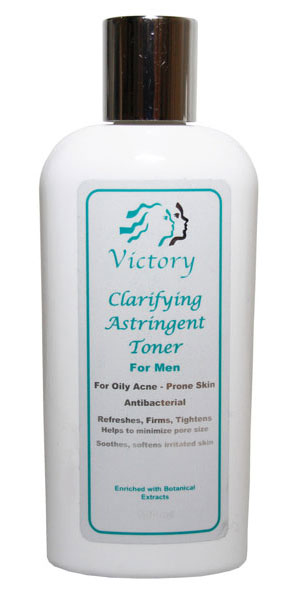 Victory
Clarifying
Astringent
Toner
For Men
For Oily Acne - Prone Skin
Antibacterial
Refreshes, Firms, Tightens
Helps to minimize pore size
Soothes, softens irritated skin
Enriched with Botanical
Extracts